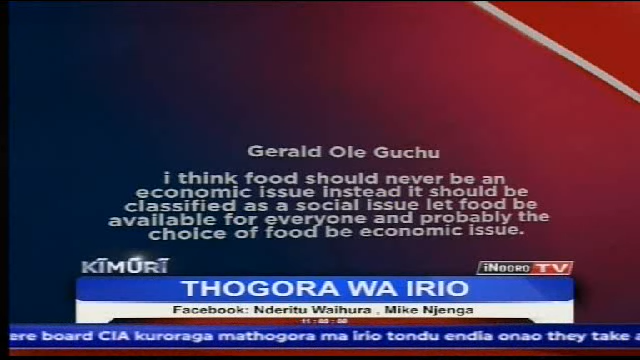 Gerald Ole Guchu
i think food should never be an
economic issue instead it should be
classified as a social issue let food be
available for everyone and probably the
choice of food be economic issue.
KĨMŨRĨ
iNOORO TV
THOGORA WA IRIO
Facebook: Nderitu Waihura , Mike Njenga
11:00:00
ere board CIA kuroraga mathogora ma irio tondu endia onao they take